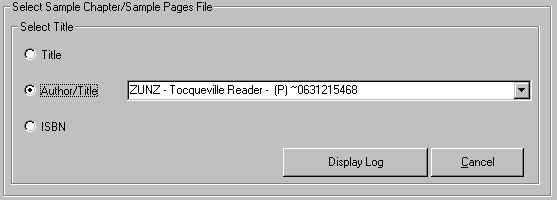 Select Sample Chapter/Sample Pages File
Select Title
Title
Author/Title
ZUNZ - Tocqueville Reader - (P) ~0631215468
ISBN
Display Log
Cancel